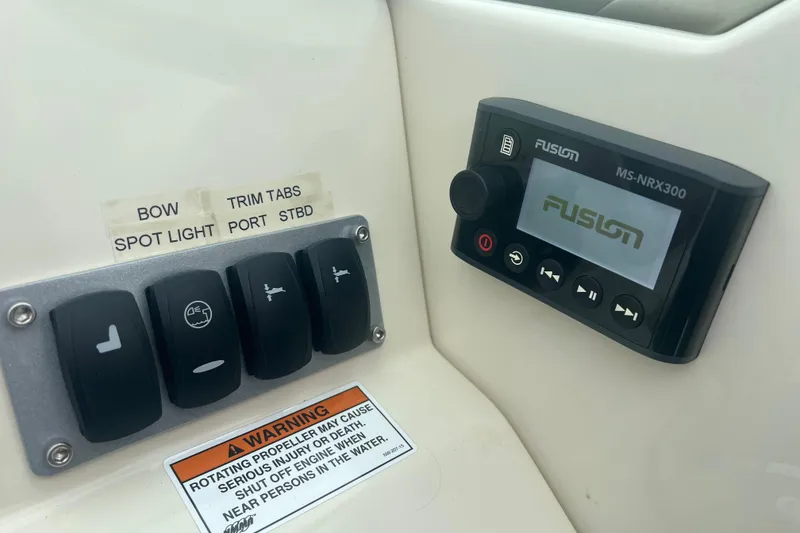 BOW
SPOT LIGHT
TRIM TABS
PORT STBD
FUSION
MS-NRX300
FUSION
WARNING
ROTATING PROPELLER MAY CAUSE
SERIOUS INJURY OR DEATH.
SHUT OFF ENGINE WHEN
NEAR PERSONS IN THE WATER.